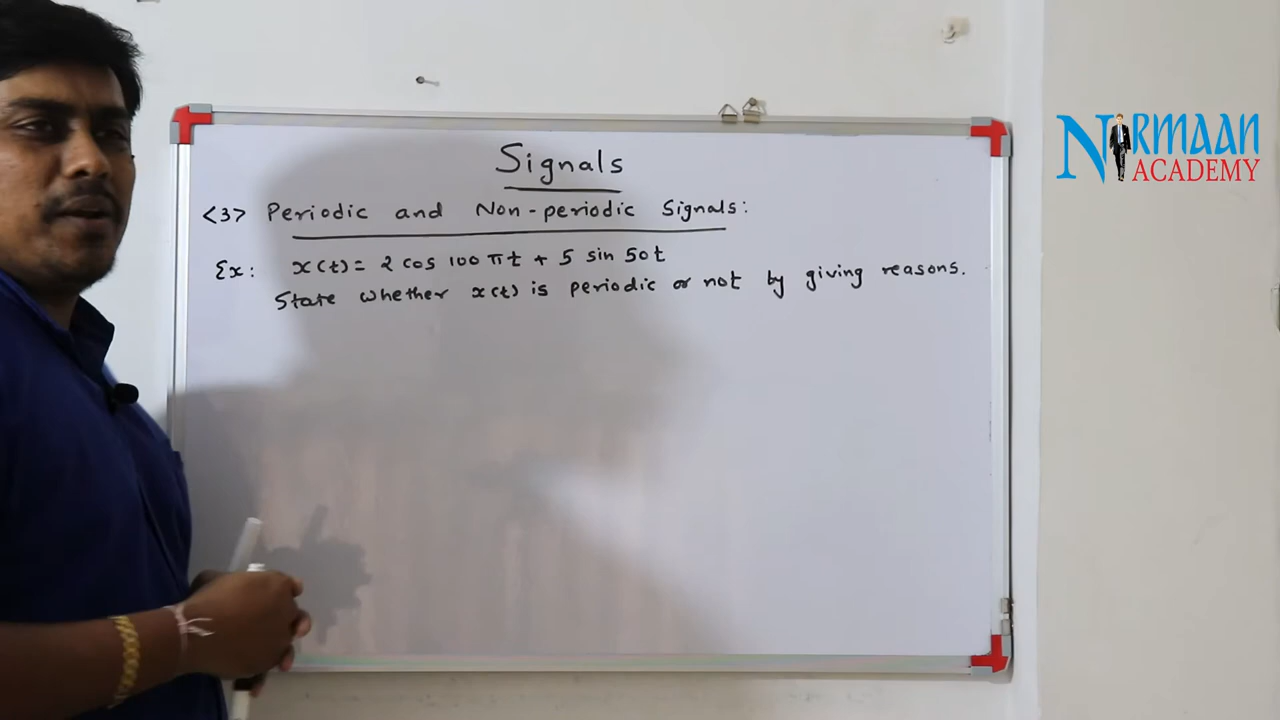 Signals
<3> Periodic and Non-periodic Signals:
Ex: x(t) = 2 cos 100 πt + 5 sin 50t
State whether x(t) is periodic or not by giving reasons.
NIRMAAN
ACADEMY